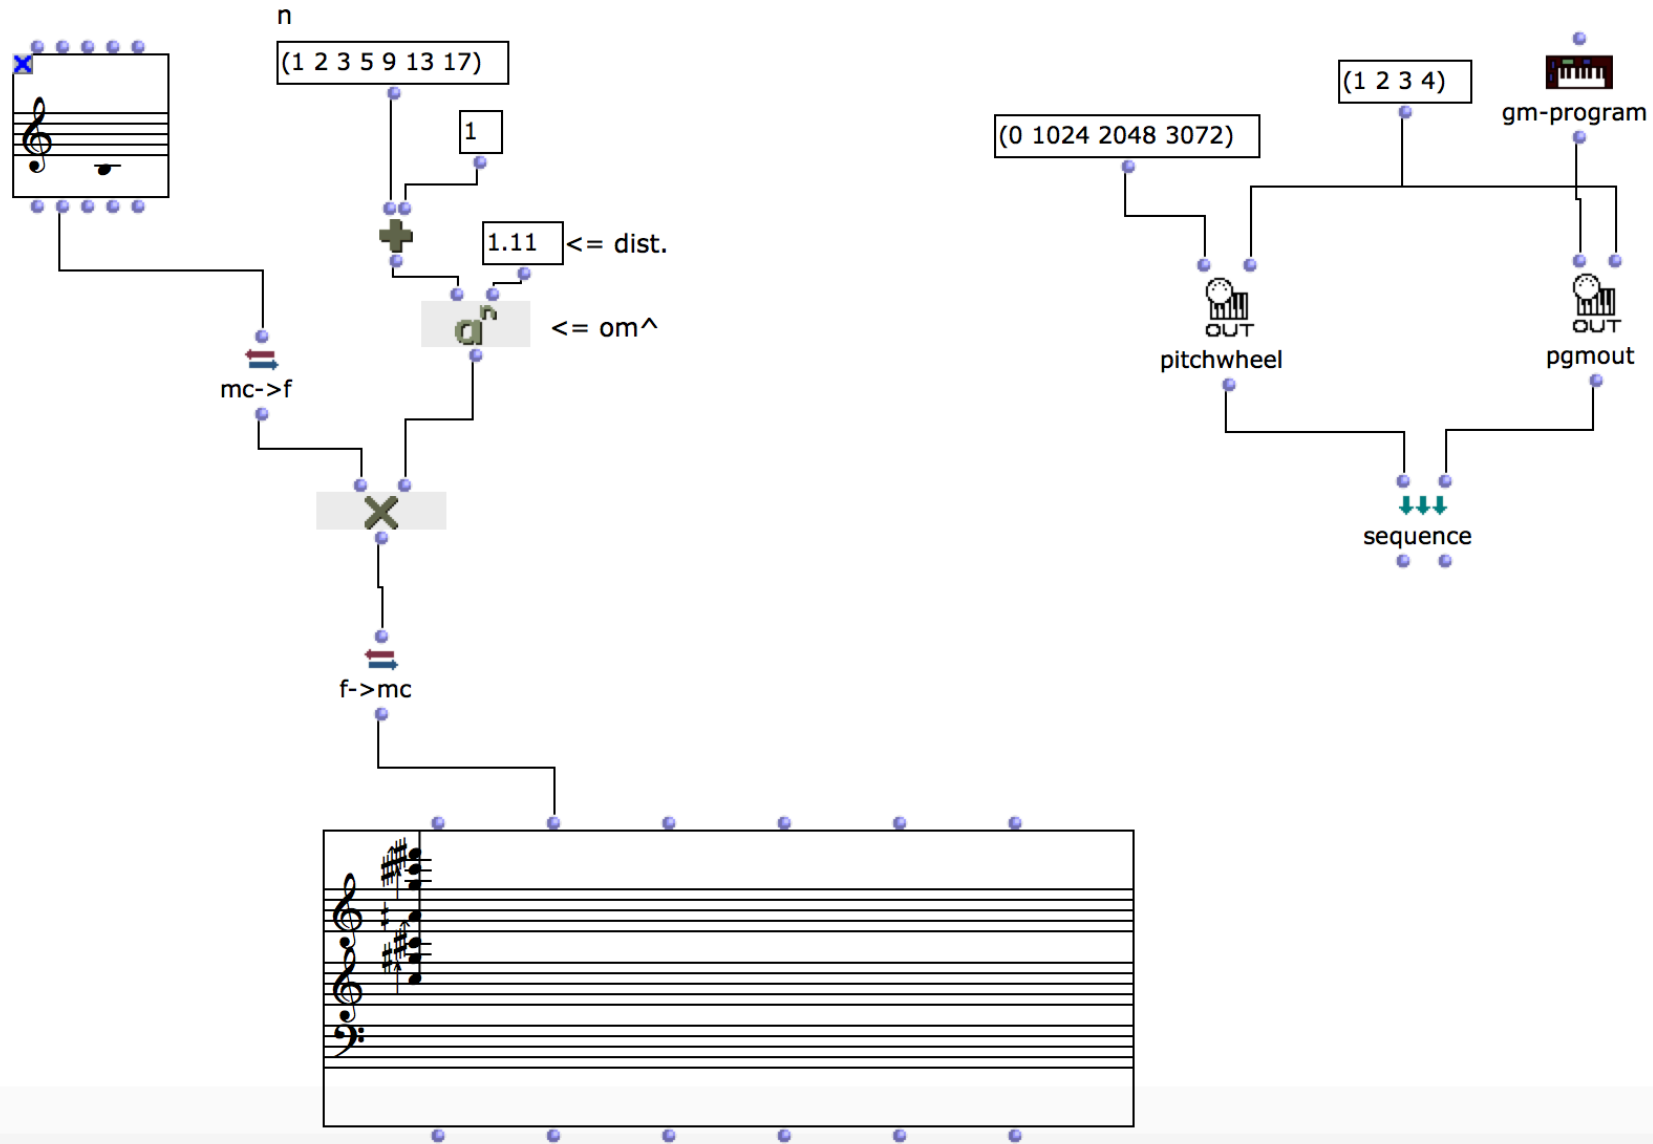 n
(1 2 3 5 9 13 17)
1
1.11 <= dist.
aⁿ <= om^
mc->f
f->mc
(1 2 3 4)
gm-program
(0 1024 2048 3072)
OUT
pitchwheel
OUT
pgmout
sequence